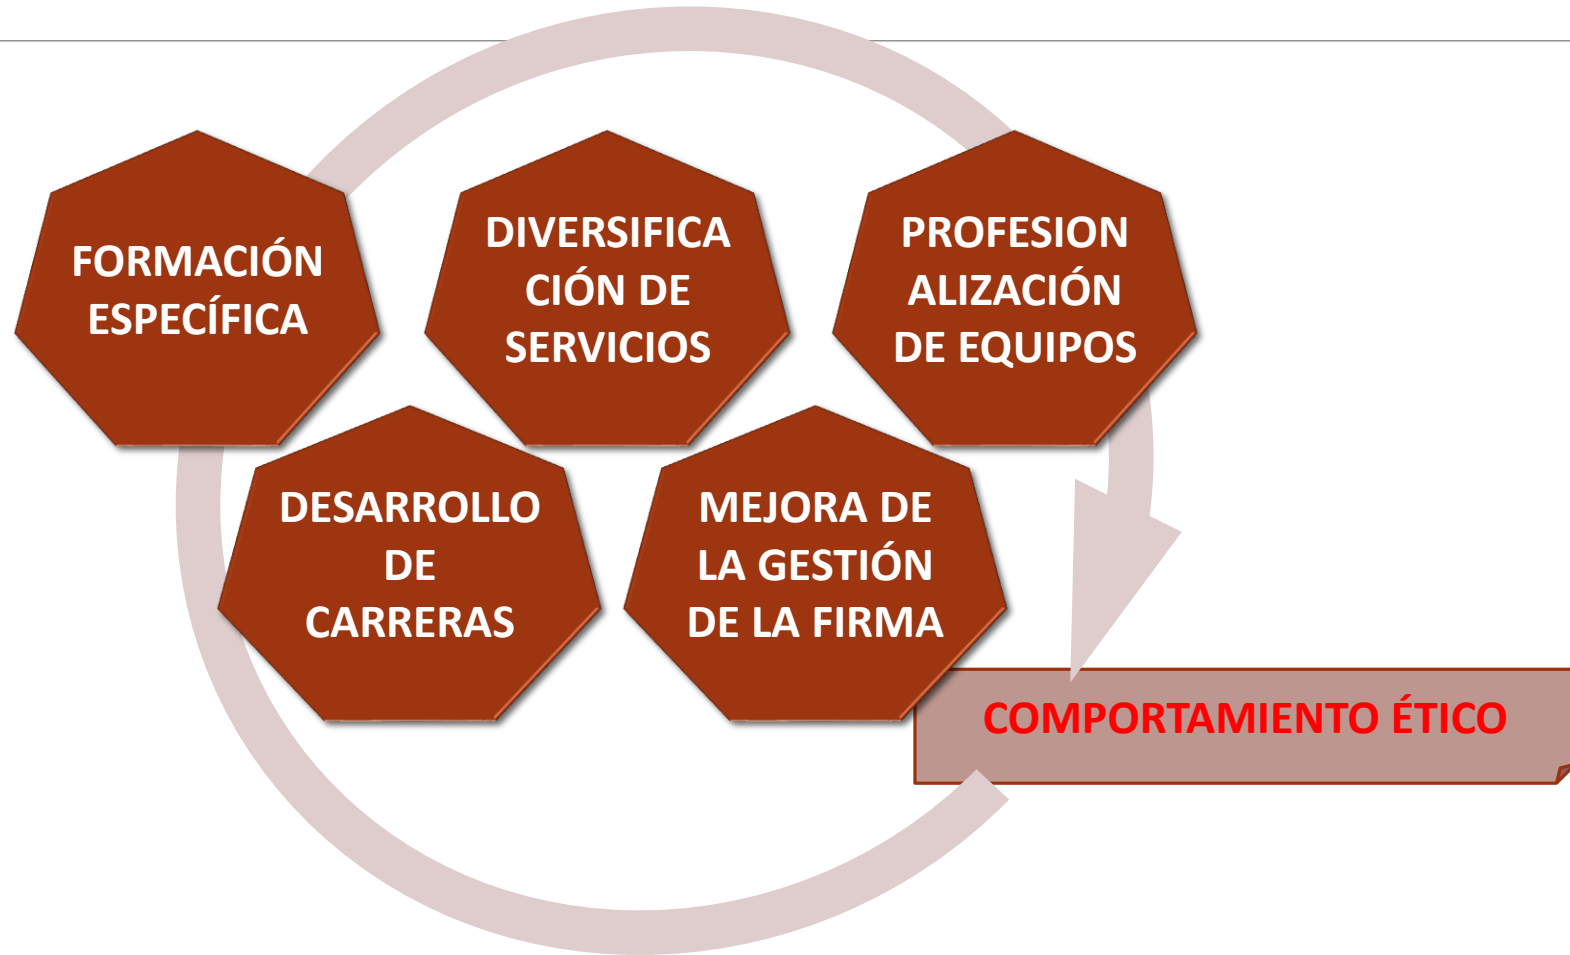 FORMACIÓN
ESPECÍFICA
DIVERSIFICA
CIÓN DE
SERVICIOS
PROFESION
ALIZACIÓN
DE EQUIPOS
DESARROLLO
DE
CARRERAS
MEJORA DE
LA GESTIÓN
DE LA FIRMA
COMPORTAMIENTO ÉTICO